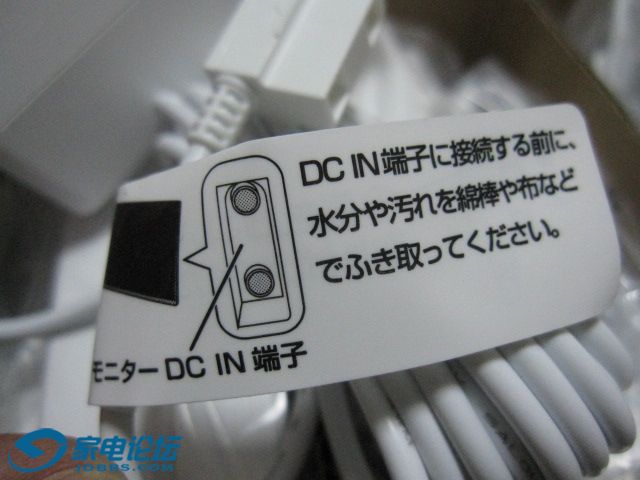 DC IN端子に接続する前に、
水分や汚れを綿棒や布など
でふき取ってください。
モニターDC IN 端子
家电论坛
JDBBS.COM